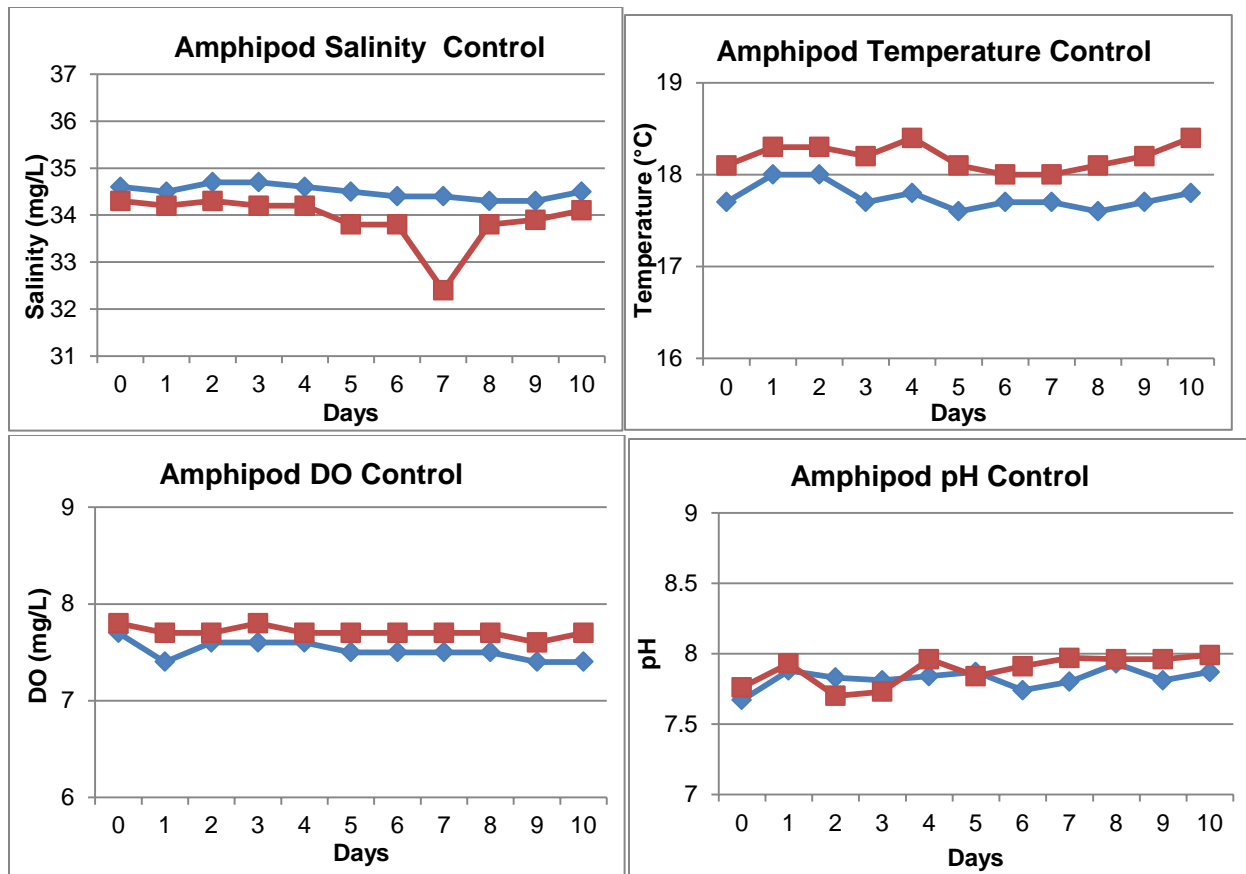 Amphipod Salinity  Control
Salinity (mg/L)
37
36
35
34
33
32
31
0 1 2 3 4 5 6 7 8 9 10
Days
Amphipod Temperature Control
Temperature (°C)
19
18
17
16
0 1 2 3 4 5 6 7 8 9 10
Days
Amphipod DO Control
DO (mg/L)
9
8
7
6
0 1 2 3 4 5 6 7 8 9 10
Days
Amphipod pH Control
pH
9
8.5
8
7.5
7
0 1 2 3 4 5 6 7 8 9 10
Days